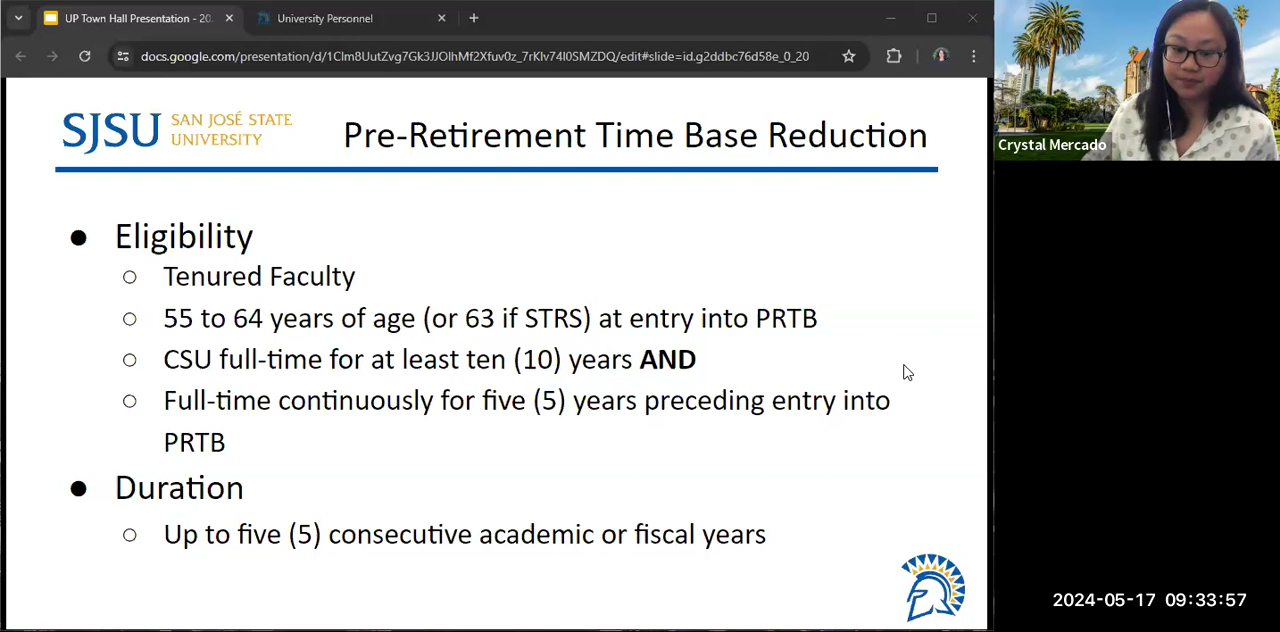 UP Town Hall Presentation - 20
University Personnel
docs.google.com/presentation/d/1Clm8UutZvg7Gk3JJOlhMf2Xfuv0z_7rKlv74l0SMZDQ/edit#slide=id.g2ddbc76d58e_0_20
SJSU SAN JOSÉ STATE
UNIVERSITY
Pre-Retirement Time Base Reduction
Crystal Mercado
● Eligibility
○ Tenured Faculty
○ 55 to 64 years of age (or 63 if STRS) at entry into PRTB
○ CSU full-time for at least ten (10) years AND
○ Full-time continuously for five (5) years preceding entry into
PRTB
● Duration
○ Up to five (5) consecutive academic or fiscal years
2024-05-17 09:33:57